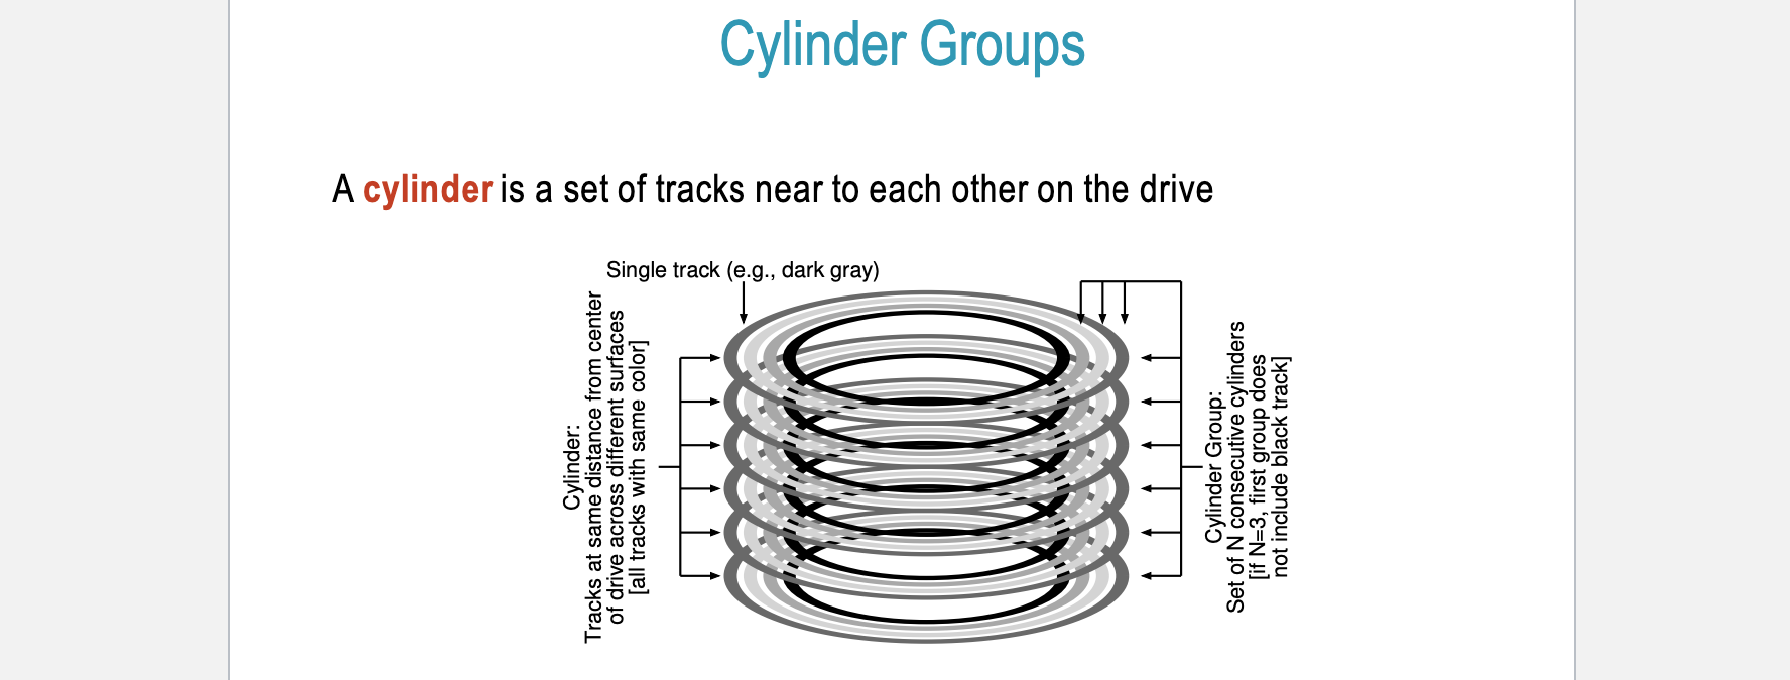 Cylinder Groups
A cylinder is a set of tracks near to each other on the drive
Single track (e.g., dark gray)
Cylinder:
Tracks at same distance from center
of drive across different surfaces
[all tracks with same color]
Cylinder Group:
Set of N consecutive cylinders
[if N=3, first group does
not include black track]